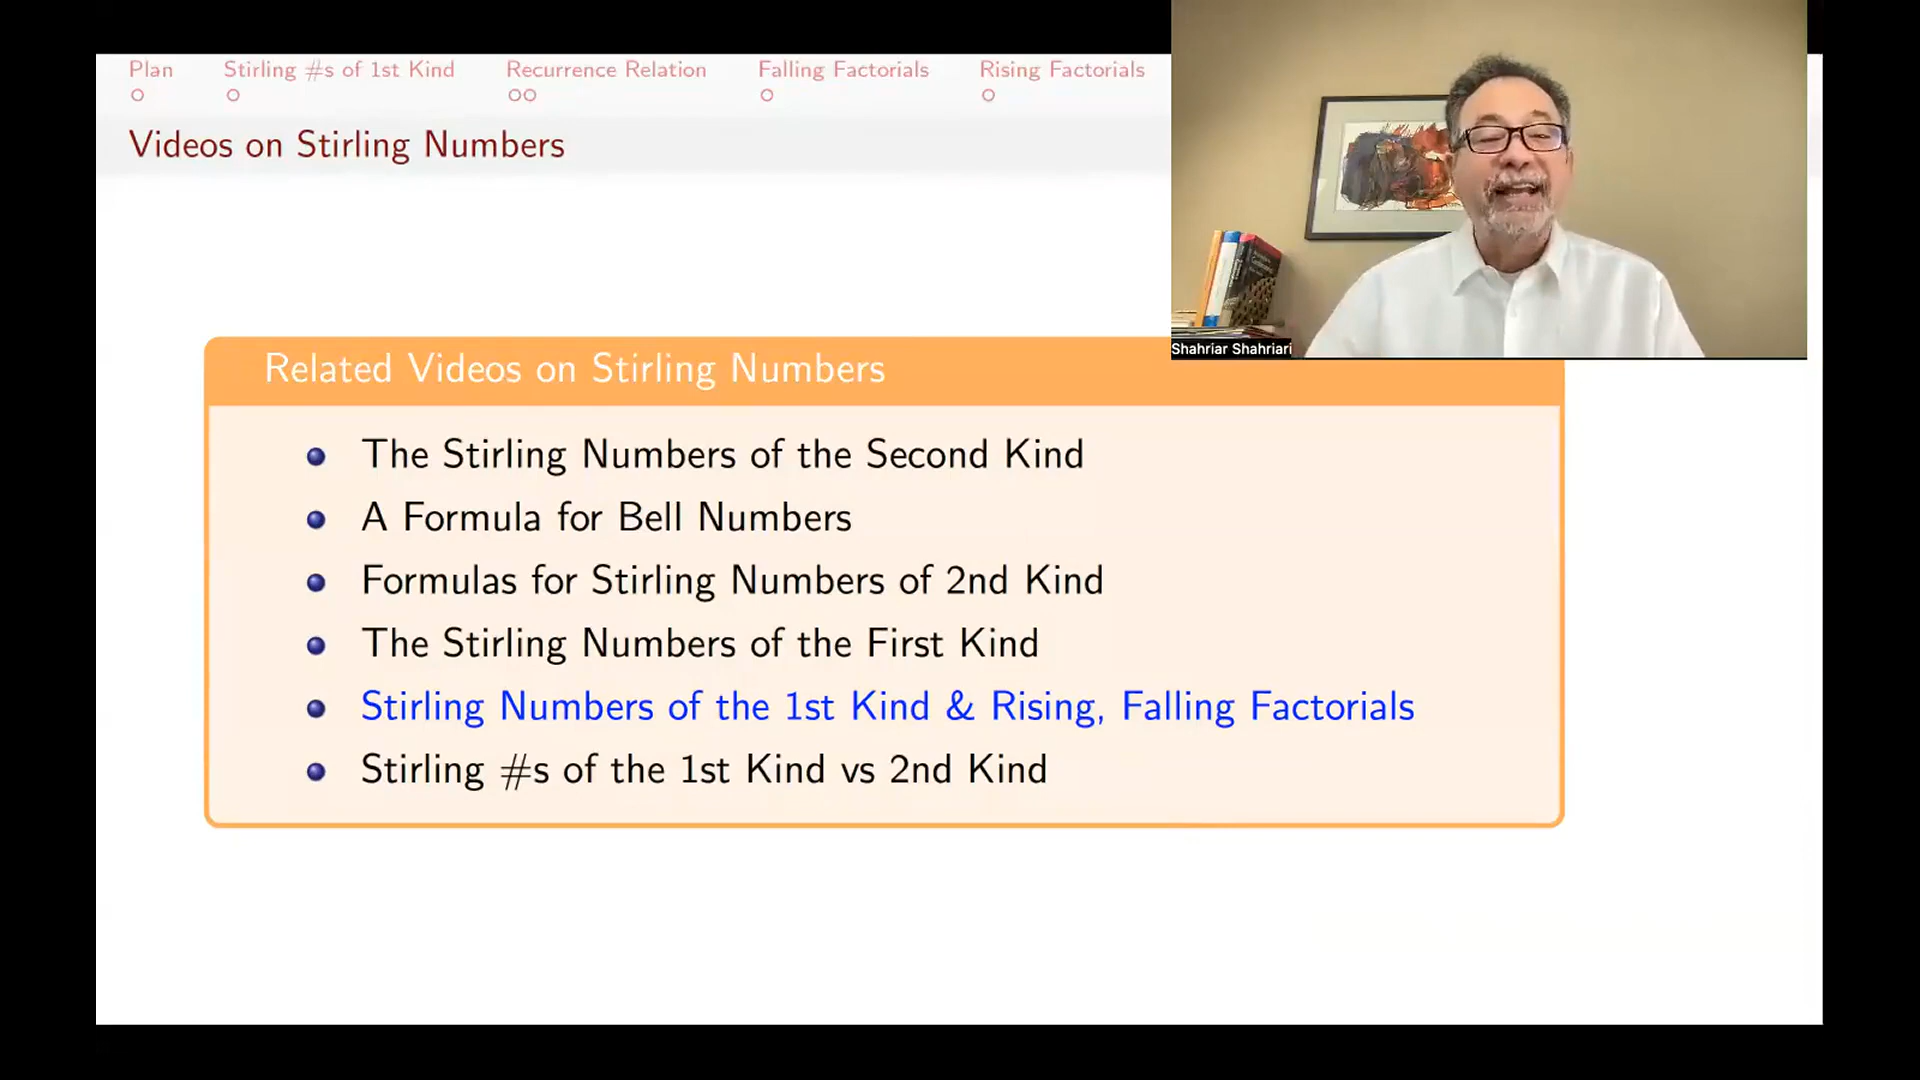 Plan Stirling #s of 1st Kind Recurrence Relation Falling Factorials Rising Factorials
Videos on Stirling Numbers
Shahriar Shahriari
Related Videos on Stirling Numbers
The Stirling Numbers of the Second Kind
A Formula for Bell Numbers
Formulas for Stirling Numbers of 2nd Kind
The Stirling Numbers of the First Kind
Stirling Numbers of the 1st Kind & Rising, Falling Factorials
Stirling #s of the 1st Kind vs 2nd Kind